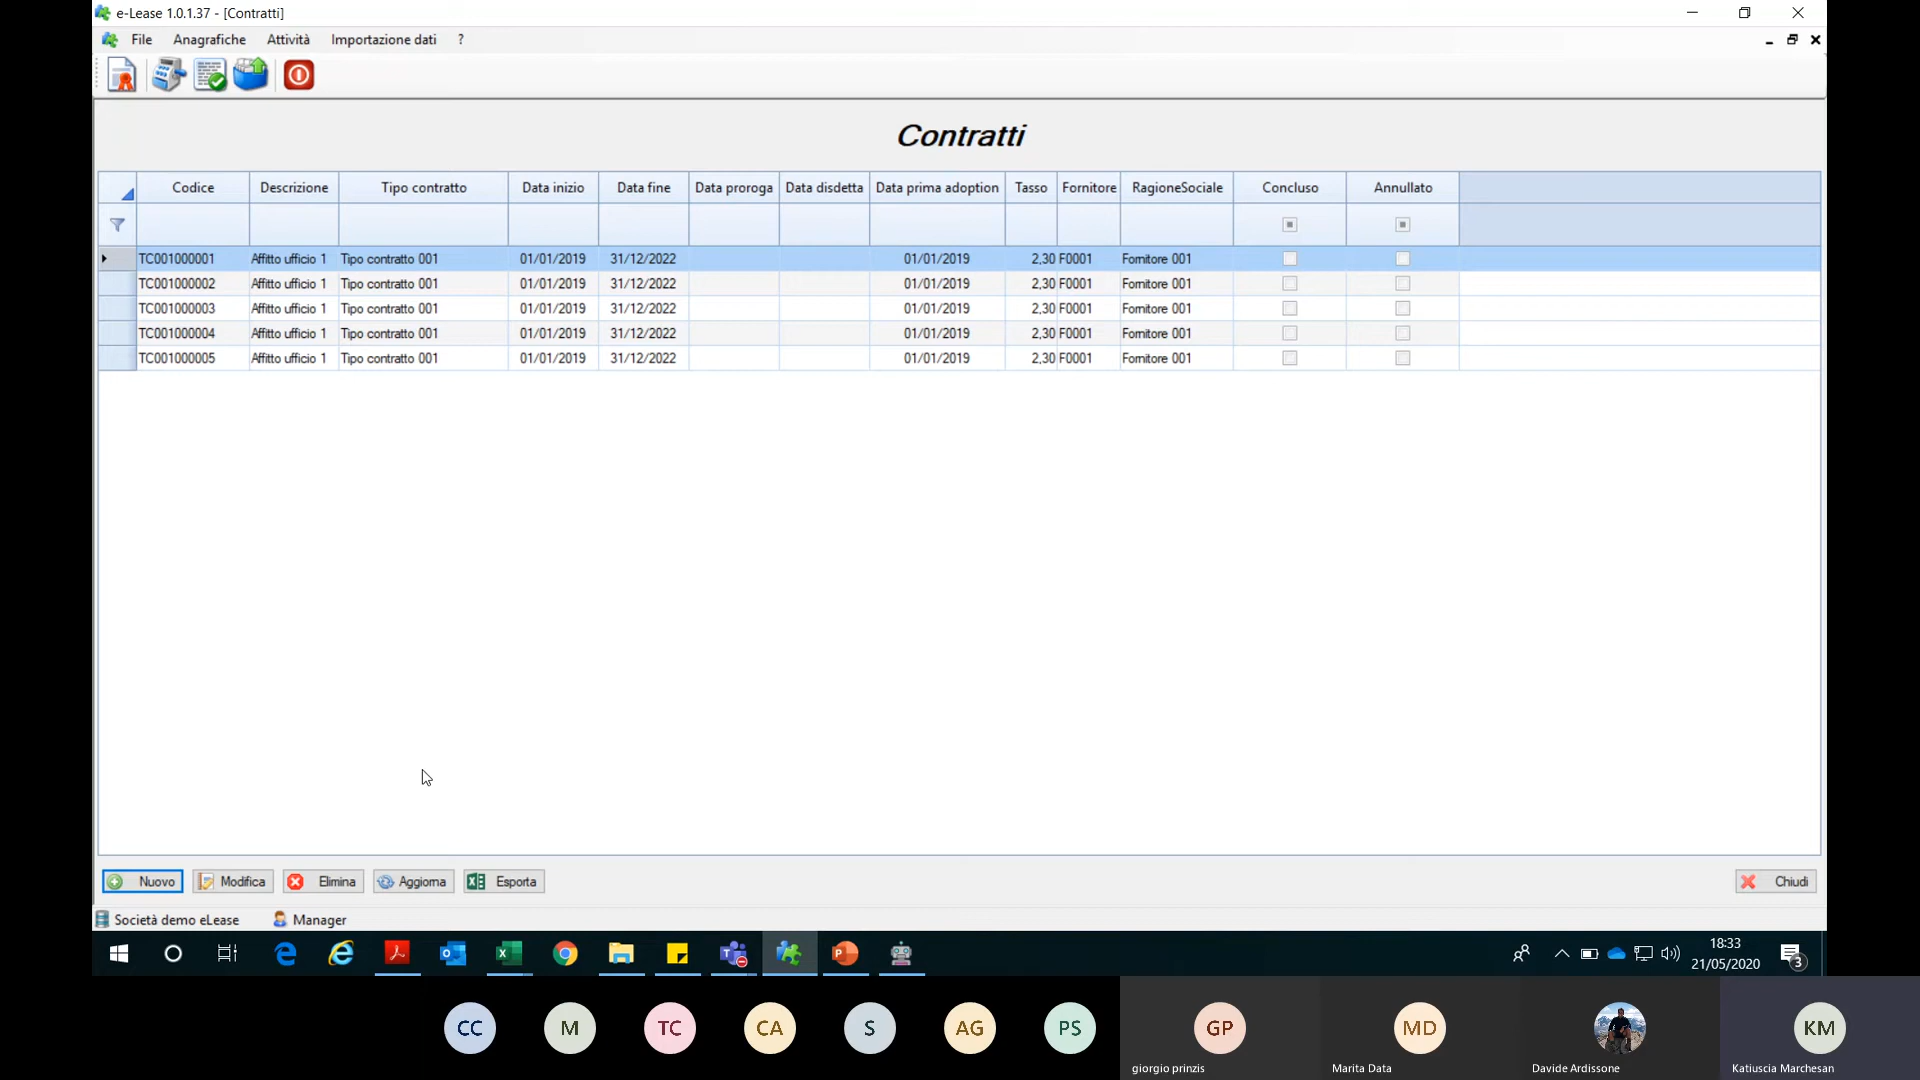 e-Lease 1.0.1.37 - [Contratti]
File Anagrafiche Attività Importazione dati ?
Contratti
Codice Descrizione Tipo contratto Data inizio Data fine Data proroga Data disdetta Data prima adoption Tasso Fornitore RagioneSociale Concluso Annullato
TC001000001 Affitto ufficio 1 Tipo contratto 001 01/01/2019 31/12/2022 01/01/2019 2,30 F0001 Fornitore 001
TC001000002 Affitto ufficio 1 Tipo contratto 001 01/01/2019 31/12/2022 01/01/2019 2,30 F0001 Fornitore 001
TC001000003 Affitto ufficio 1 Tipo contratto 001 01/01/2019 31/12/2022 01/01/2019 2,30 F0001 Fornitore 001
TC001000004 Affitto ufficio 1 Tipo contratto 001 01/01/2019 31/12/2022 01/01/2019 2,30 F0001 Fornitore 001
TC001000005 Affitto ufficio 1 Tipo contratto 001 01/01/2019 31/12/2022 01/01/2019 2,30 F0001 Fornitore 001
Nuovo Modifica Elimina Aggiorna Esporta Chiudi
Società demo eLease Manager
18:33
21/05/2020
3
CC M TC CA S AG PS GP MD KM
giorgio prinzis Marita Data Davide Ardissone Katiuscia Marchesan